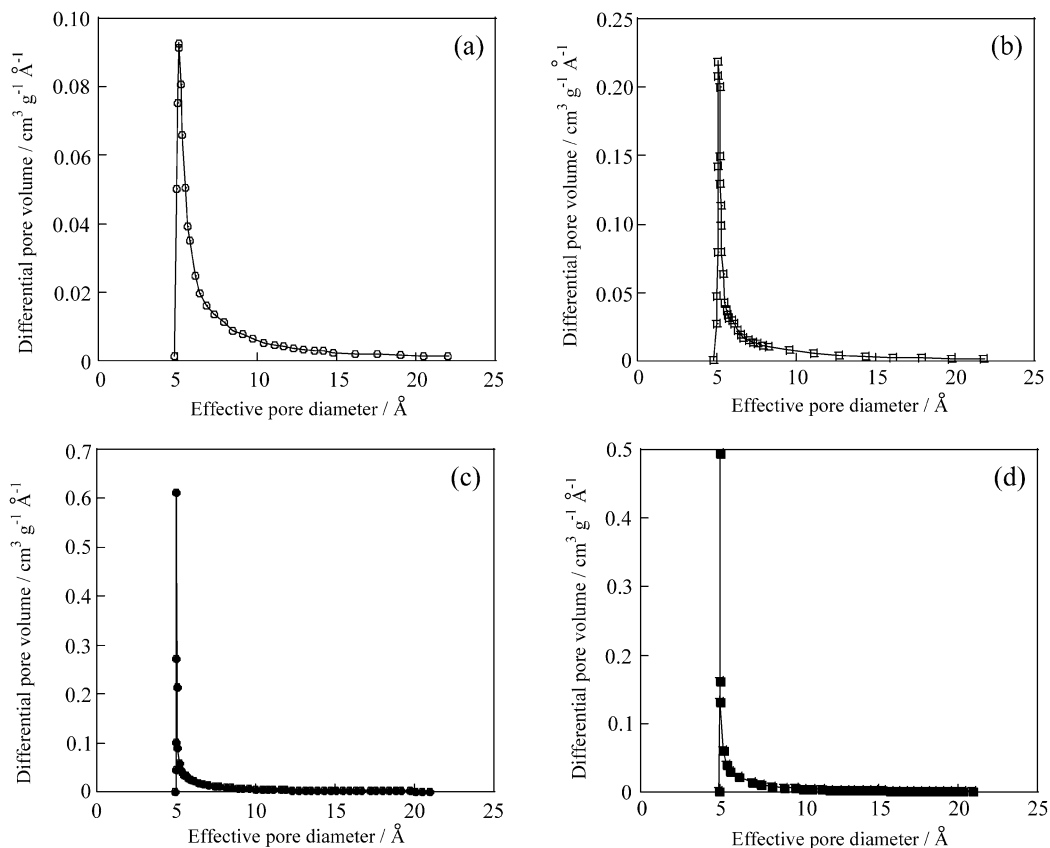 (a)
Differential pore volume / cm³ g⁻¹ Å⁻¹
0.10
0.08
0.06
0.04
0.02
0
0 5 10 15 20 25
Effective pore diameter / Å
(b)
Differential pore volume / cm³ g⁻¹ Å⁻¹
0.25
0.20
0.15
0.10
0.05
0
0 5 10 15 20 25
Effective pore diameter / Å
(c)
Differential pore volume / cm³ g⁻¹ Å⁻¹
0.7
0.6
0.5
0.4
0.3
0.2
0.1
0
0 5 10 15 20 25
Effective pore diameter / Å
(d)
Differential pore volume / cm³ g⁻¹ Å⁻¹
0.5
0.4
0.3
0.2
0.1
0
0 5 10 15 20 25
Effective pore diameter / Å